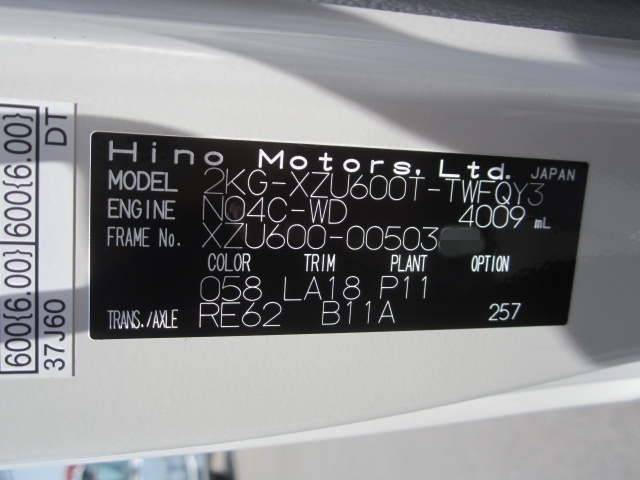 Hino Motors, Ltd. JAPAN
MODEL 2KG-XZU600T-TWFQY3
ENGINE N04C-WD 4009 mL
FRAME No. XZU600-00503
COLOR TRIM PLANT OPTION
058 LA18 P11
TRANS./AXLE RE62 B11A 257
600{6.00} 600{6.00}
37J60 DT